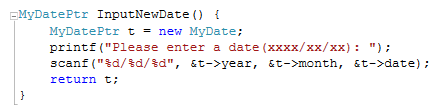 MyDatePtr InputNewDate() {
    MyDatePtr t = new MyDate;
    printf("Please enter a date(xxxx/xx/xx): ");
    scanf("%d/%d/%d", &t->year, &t->month, &t->date);
    return t;
}